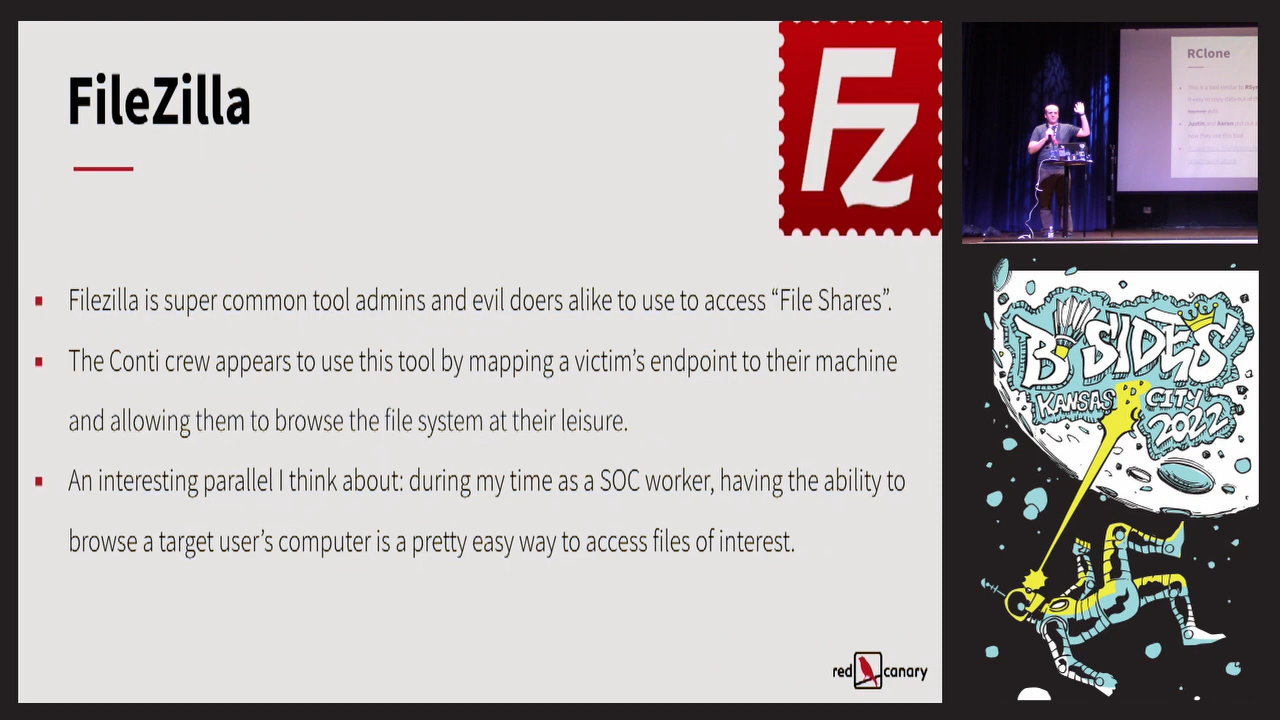 FileZilla
Fz
Filezilla is super common tool admins and evil doers alike to use to access “File Shares”.
The Conti crew appears to use this tool by mapping a victim’s endpoint to their machine
and allowing them to browse the file system at their leisure.
An interesting parallel I think about: during my time as a SOC worker, having the ability to
browse a target user’s computer is a pretty easy way to access files of interest.
red canary
RClone
B SIDES
KANSAS CITY
2022